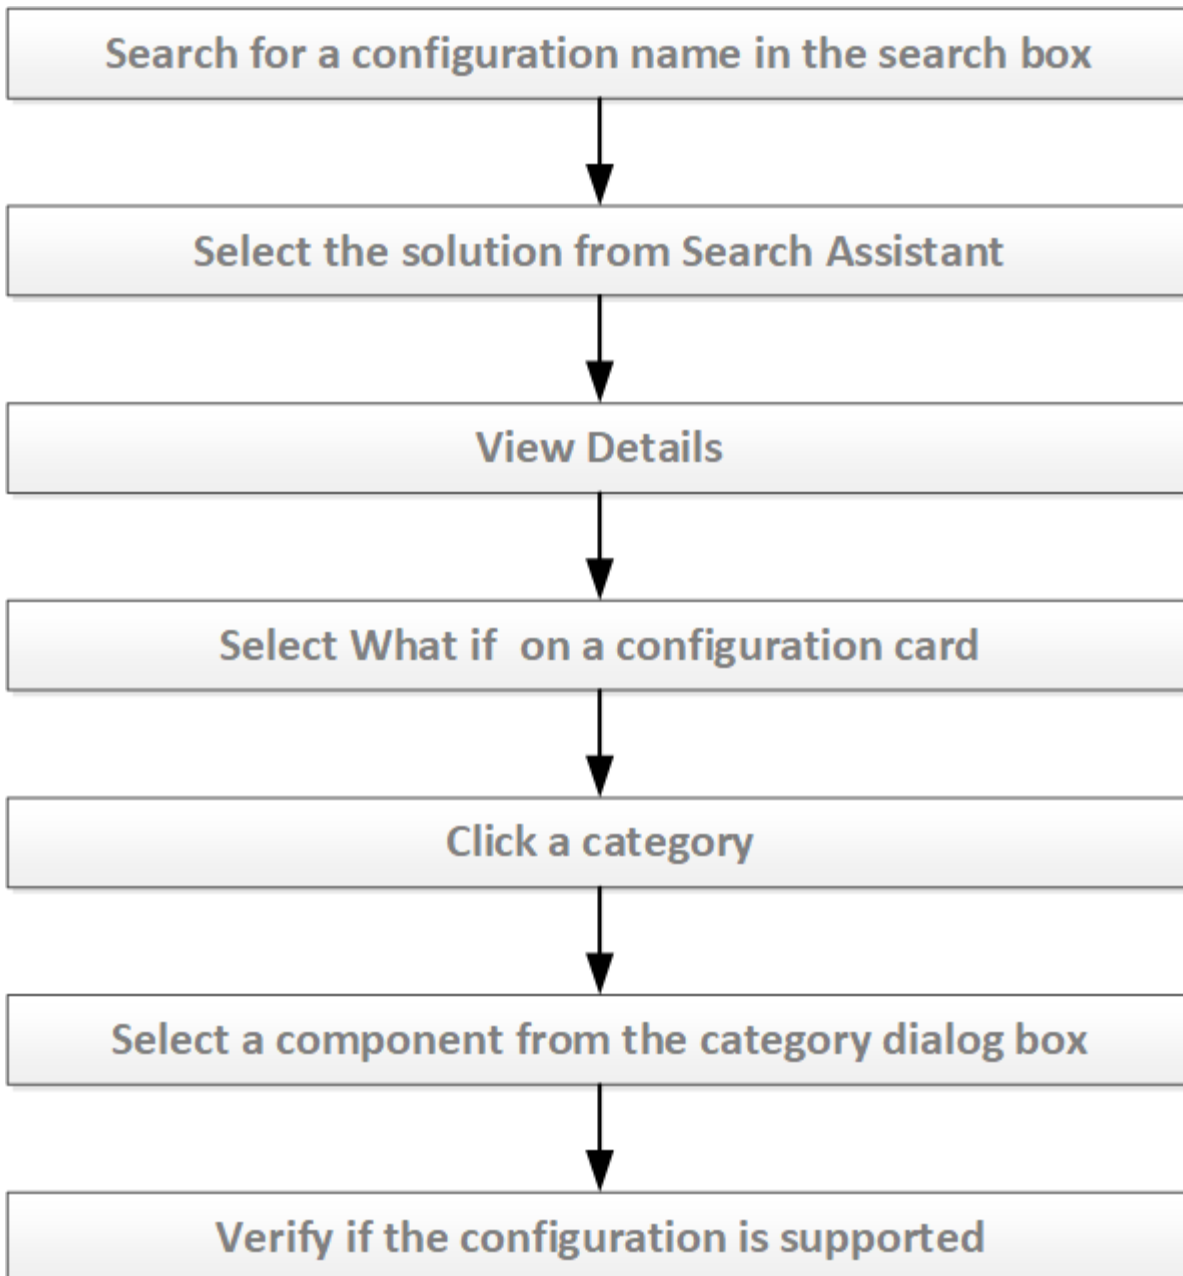 Search for a configuration name in the search box
Select the solution from Search Assistant
View Details
Select What if  on a configuration card
Click a category
Select a component from the category dialog box
Verify if the configuration is supported